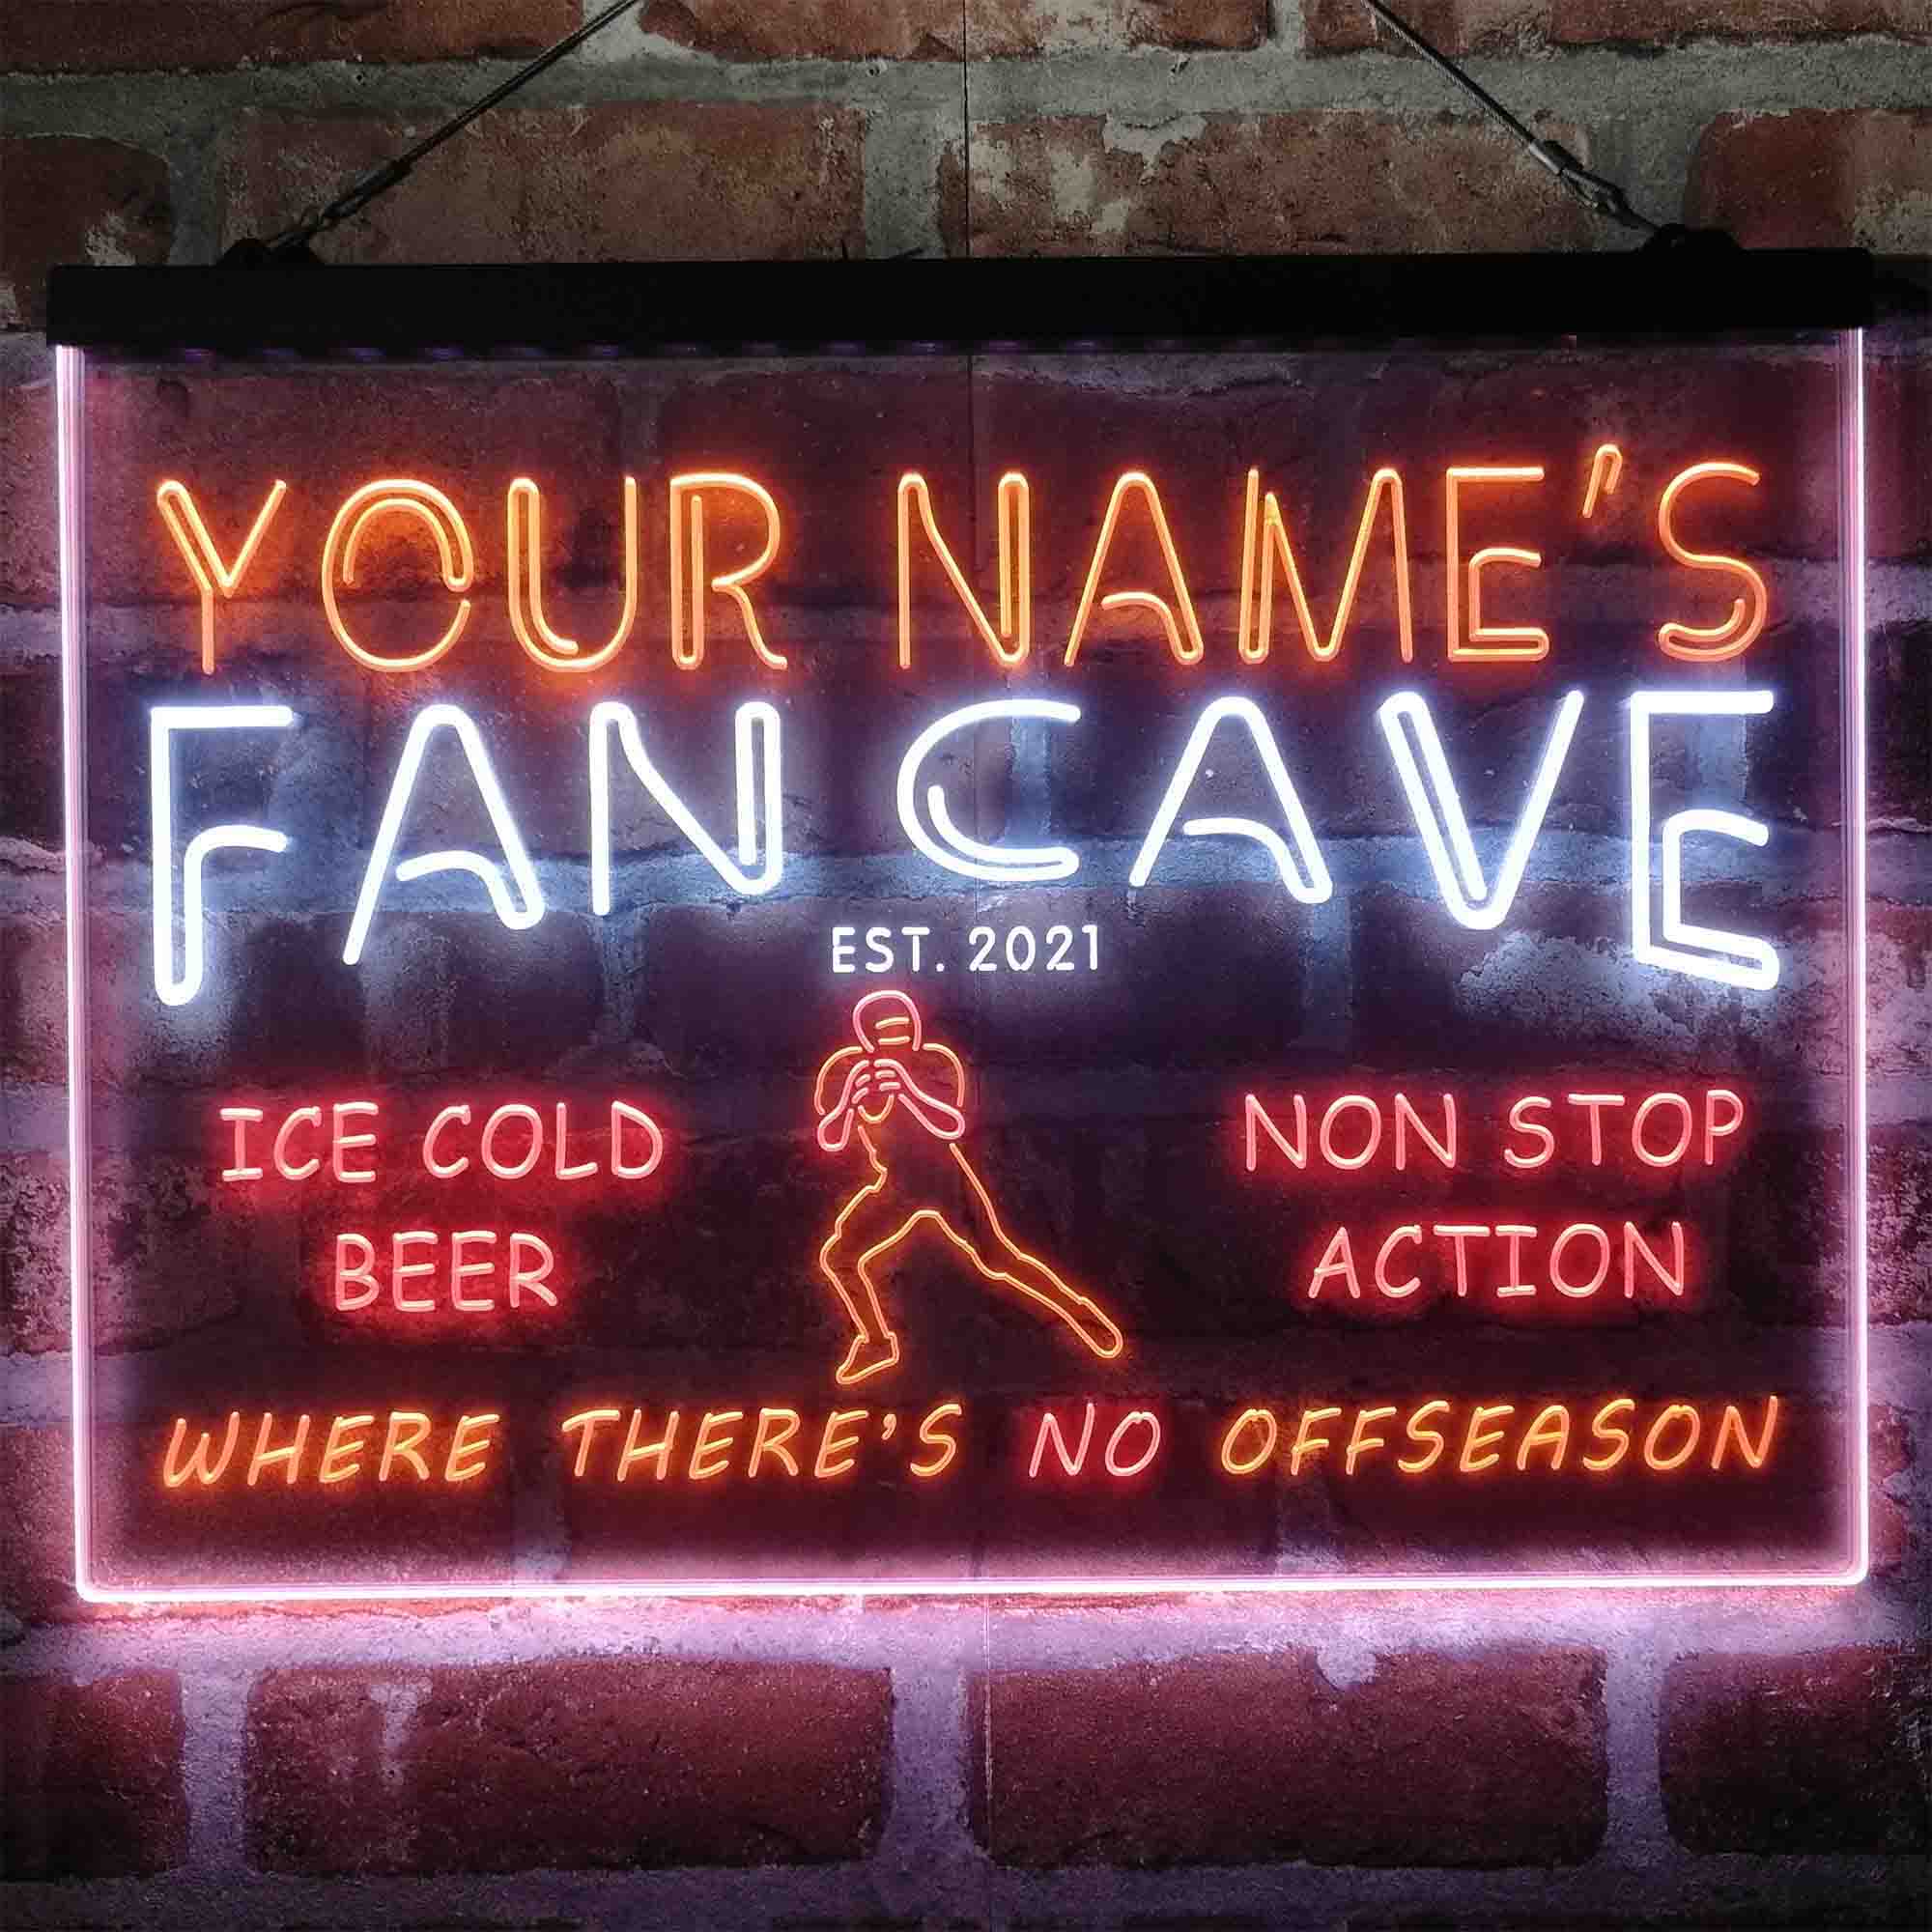 YOUR NAME'S
FAN CAVE
EST. 2021
ICE COLD
BEER
NON STOP
ACTION
WHERE THERE'S NO OFFSEASON